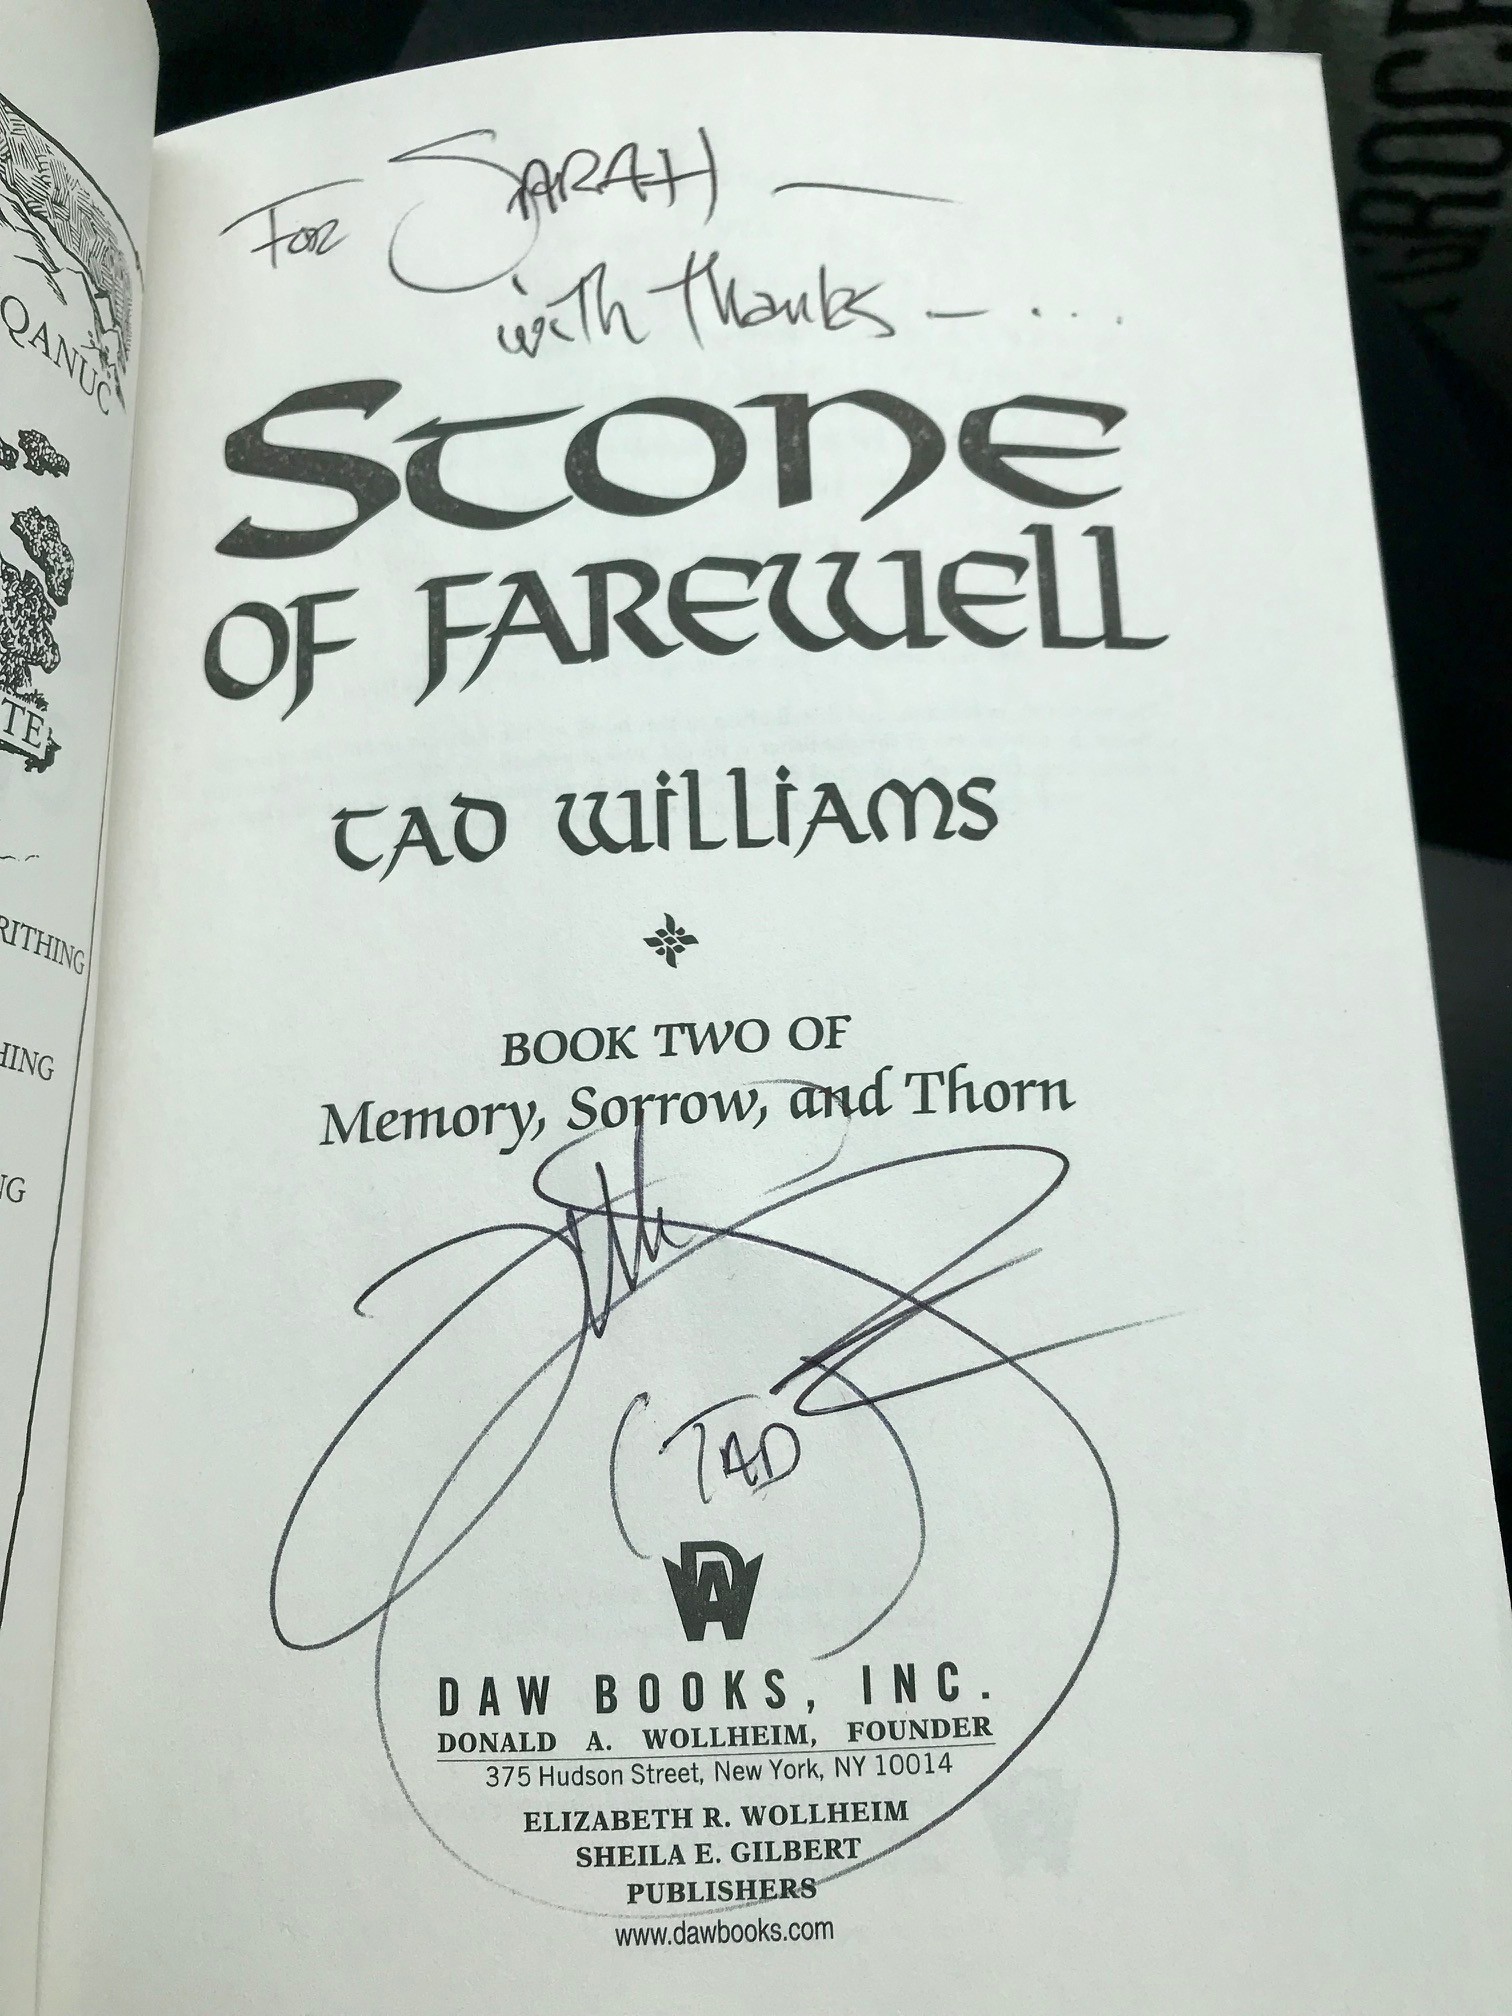 QANUC
TE
RITHING
HING
NG
For SARAH —
with thanks — . . . .
Stone
OF FAREWELL
TAD WILLIAMS
BOOK TWO OF
Memory, Sorrow, and Thorn
(TAD)
DAW
DAW BOOKS, INC.
DONALD A. WOLLHEIM, FOUNDER
375 Hudson Street, New York, NY 10014
ELIZABETH R. WOLLHEIM
SHEILA E. GILBERT
PUBLISHERS
www.dawbooks.com